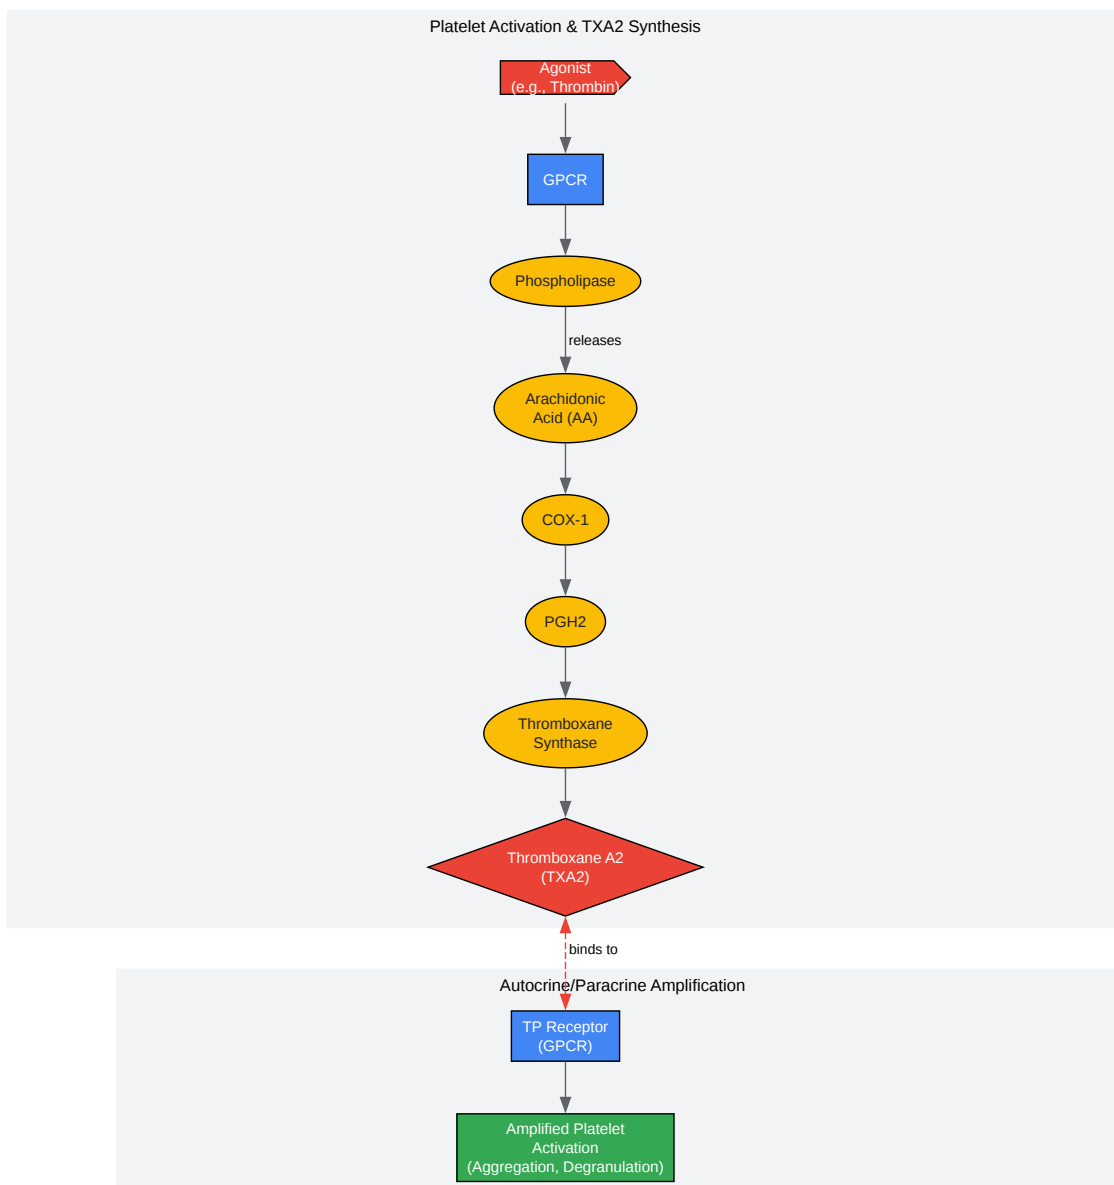 Platelet Activation & TXA2 Synthesis
Agonist
(e.g., Thrombin)
GPCR
Phospholipase
releases
Arachidonic
Acid (AA)
COX-1
PGH2
Thromboxane
Synthase
Thromboxane A2
(TXA2)
binds to
Autocrine/Paracrine Amplification
TP Receptor
(GPCR)
Amplified Platelet
Activation
(Aggregation, Degranulation)